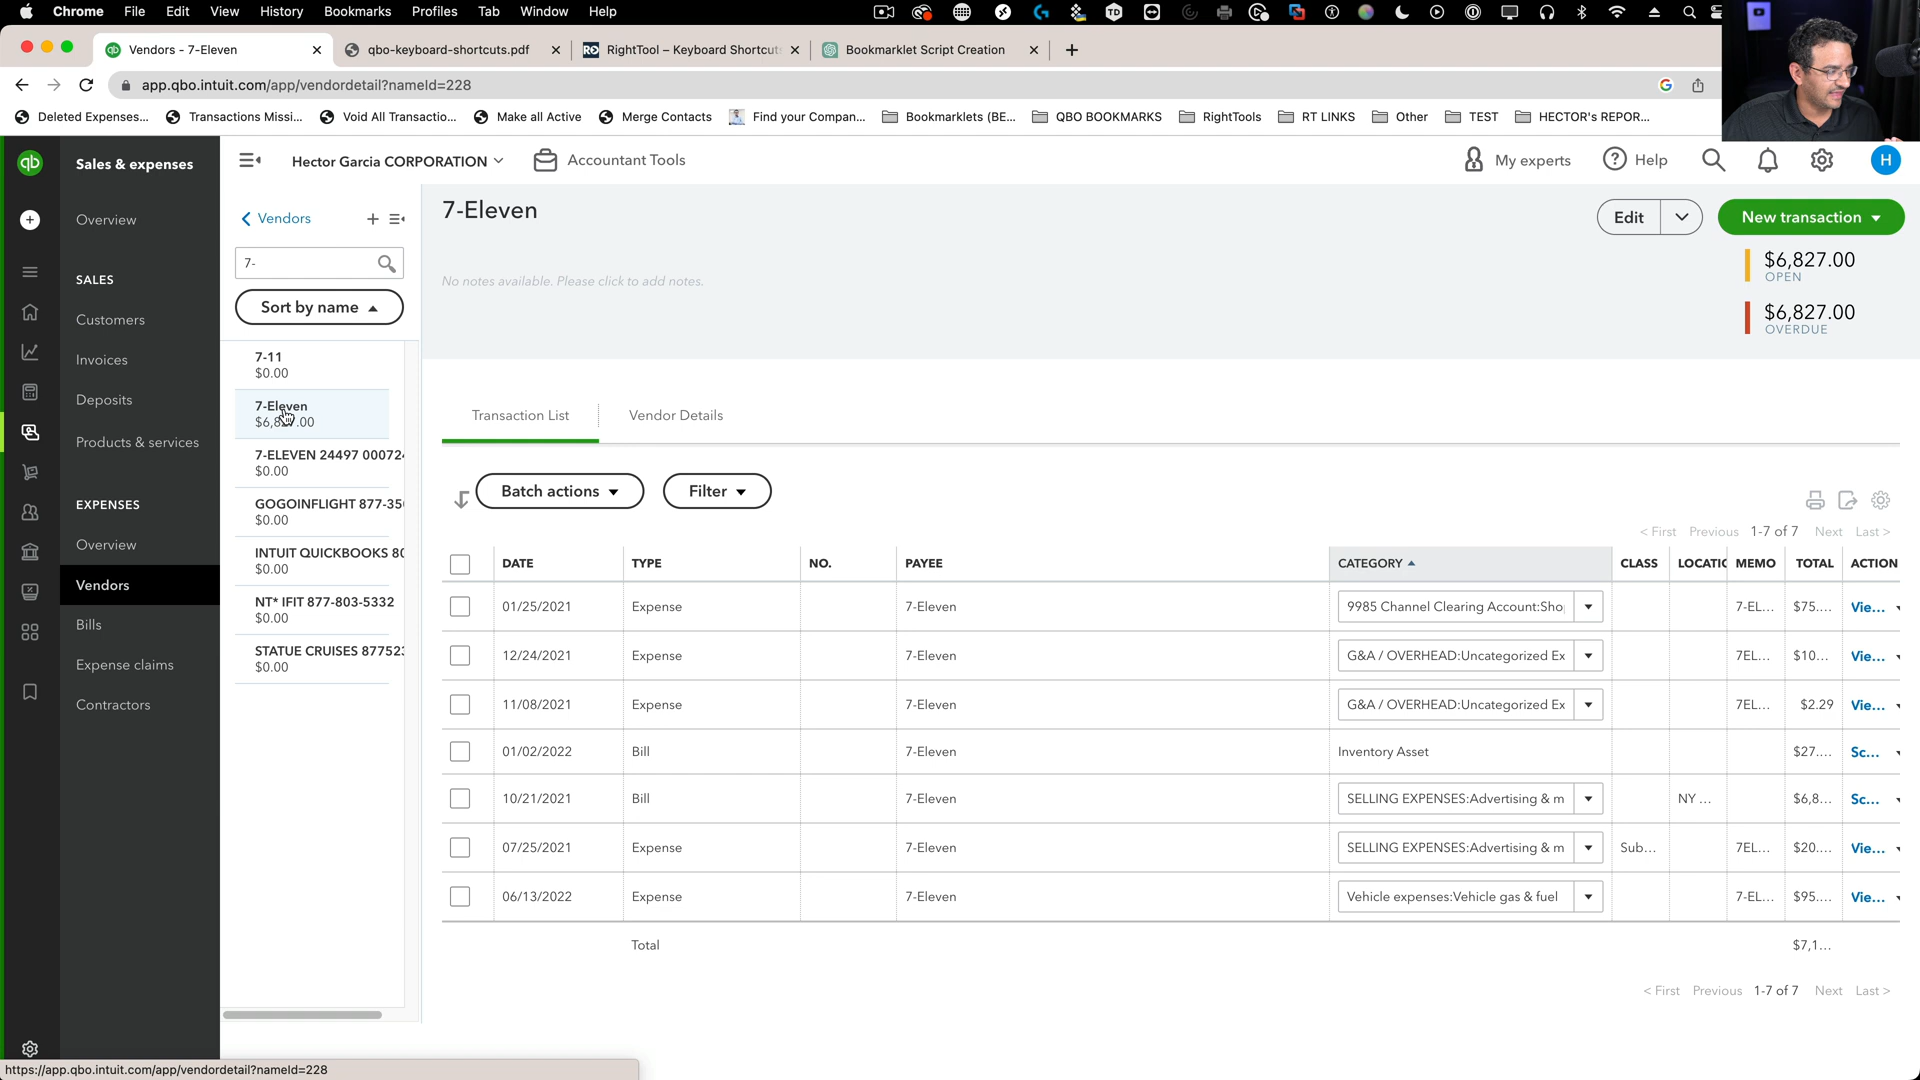 Chrome File Edit View History Bookmarks Profiles Tab Window Help
Vendors - 7-Eleven
qbo-keyboard-shortcuts.pdf
RightTool – Keyboard Shortcut
Bookmarklet Script Creation
app.qbo.intuit.com/app/vendordetail?nameId=228
Deleted Expenses... Transactions Missi... Void All Transactio... Make all Active Merge Contacts Find your Compan... Bookmarklets (BE... QBO BOOKMARKS RightTools RT LINKS Other TEST HECTOR's REPOR...
qb
Sales & expenses
Hector Garcia CORPORATION
Accountant Tools
My experts
Help
H
Overview
SALES
Customers
Invoices
Deposits
Products & services
EXPENSES
Overview
Vendors
Bills
Expense claims
Contractors
Vendors
7-
Sort by name
7-11
$0.00
7-Eleven
7-ELEVEN 24497 00072
$0.00
GOGOINFLIGHT 877-35
$0.00
INTUIT QUICKBOOKS 80
$0.00
NT* IFIT 877-803-5332
$0.00
STATUE CRUISES 87752
$0.00
7-Eleven
No notes available. Please click to add notes.
Edit
New transaction
$6,827.00
OPEN
$6,827.00
OVERDUE
Transaction List
Vendor Details
Batch actions
Filter
< First Previous 1-7 of 7 Next Last >
DATE TYPE NO. PAYEE CATEGORY CLASS LOCATIO MEMO TOTAL ACTION
01/25/2021 Expense 7-Eleven 9985 Channel Clearing Account:Sho 7-EL... $75.... Vie...
12/24/2021 Expense 7-Eleven G&A / OVERHEAD:Uncategorized Ex 7EL... $10... Vie...
11/08/2021 Expense 7-Eleven G&A / OVERHEAD:Uncategorized Ex 7EL... $2.29 Vie...
01/02/2022 Bill 7-Eleven Inventory Asset $27.... Sc...
10/21/2021 Bill 7-Eleven SELLING EXPENSES:Advertising & m NY ... $6,8... Sc...
07/25/2021 Expense 7-Eleven SELLING EXPENSES:Advertising & m Sub... 7EL... $20.... Vie...
06/13/2022 Expense 7-Eleven Vehicle expenses:Vehicle gas & fuel 7-EL... $95.... Vie...
Total $7,1...
< First Previous 1-7 of 7 Next Last >
https://app.qbo.intuit.com/app/vendordetail?nameId=228